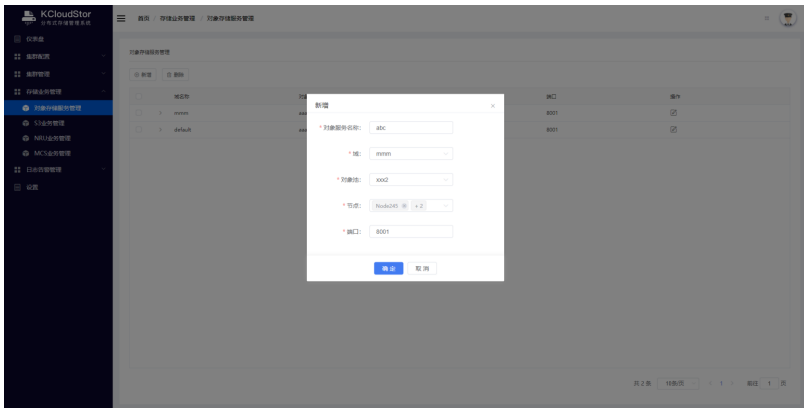 KCloudStor
分布式存储管理系统
首页 / 存储业务管理 / 对象存储服务管理
仪表盘
集群配置
集群管理
存储业务管理
对象存储服务管理
S3业务管理
NRU业务管理
MCS业务管理
日志告警管理
设置
对象存储服务管理
新增 删除
端口 操作
mmm 8001
default 8001
新增
* 对象服务名称: abc
* 域: mmm
* 对象池: xxx2
* 节点: Node245 + 2
* 端口: 8001
确 定 取 消
共 2 条 10条/页 1 前往 1 页